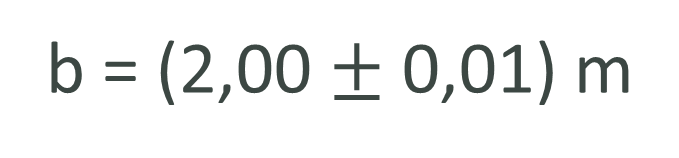 b = (2,00 ± 0,01) m